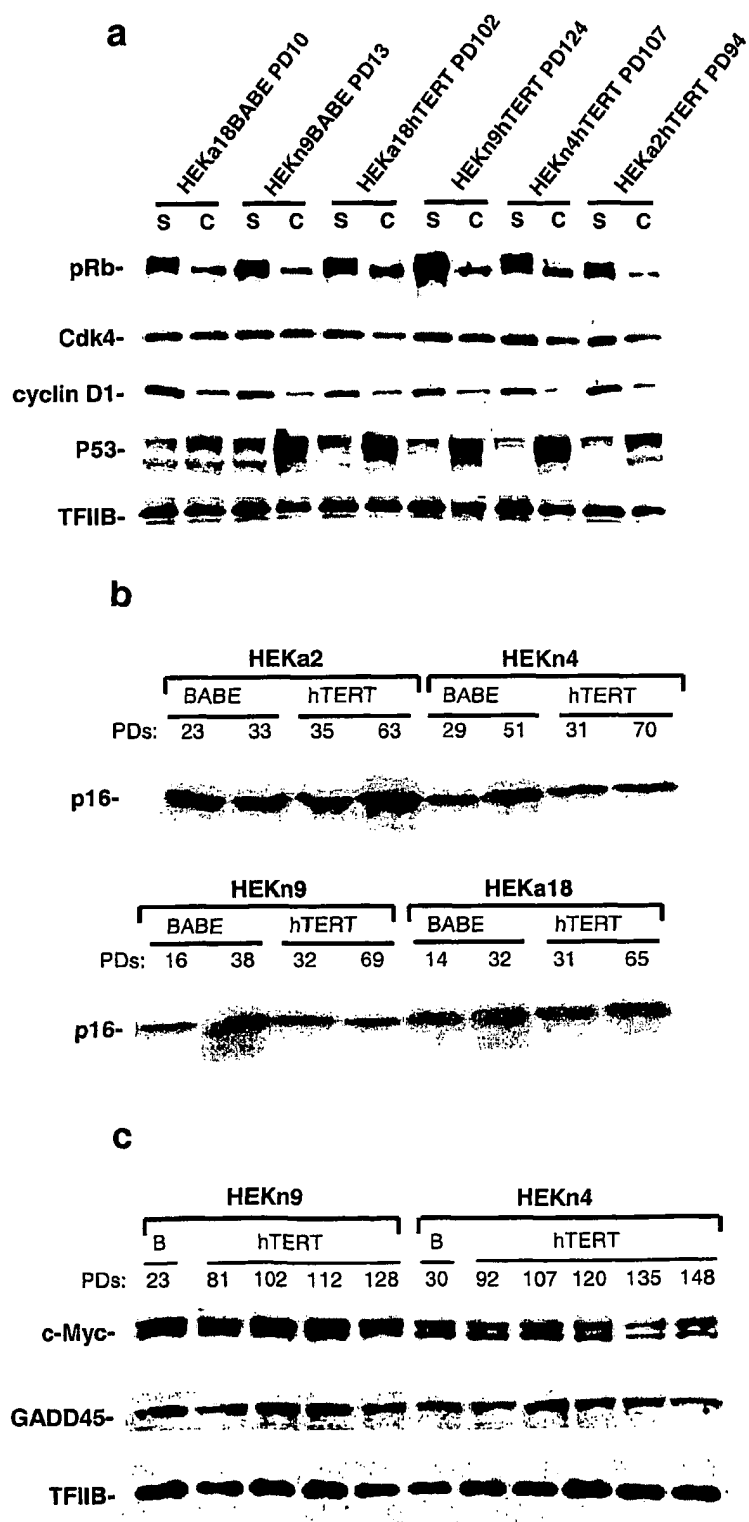 a
HEKa18BABE PD10
HEKn9BABE PD13
HEKa18hTERT PD102
HEKn9hTERT PD124
HEKn4hTERT PD107
HEKa2hTERT PD94
S C S C S C S C S C S C
pRb-
Cdk4-
cyclin D1-
P53-
TFIIB-
b
HEKa2 HEKn4
BABE hTERT BABE hTERT
PDs: 23 33 35 63 29 51 31 70
p16-
HEKn9 HEKa18
BABE hTERT BABE hTERT
PDs: 16 38 32 69 14 32 31 65
p16-
c
HEKn9 HEKn4
B hTERT B hTERT
PDs: 23 81 102 112 128 30 92 107 120 135 148
c-Myc-
GADD45-
TFIIB-